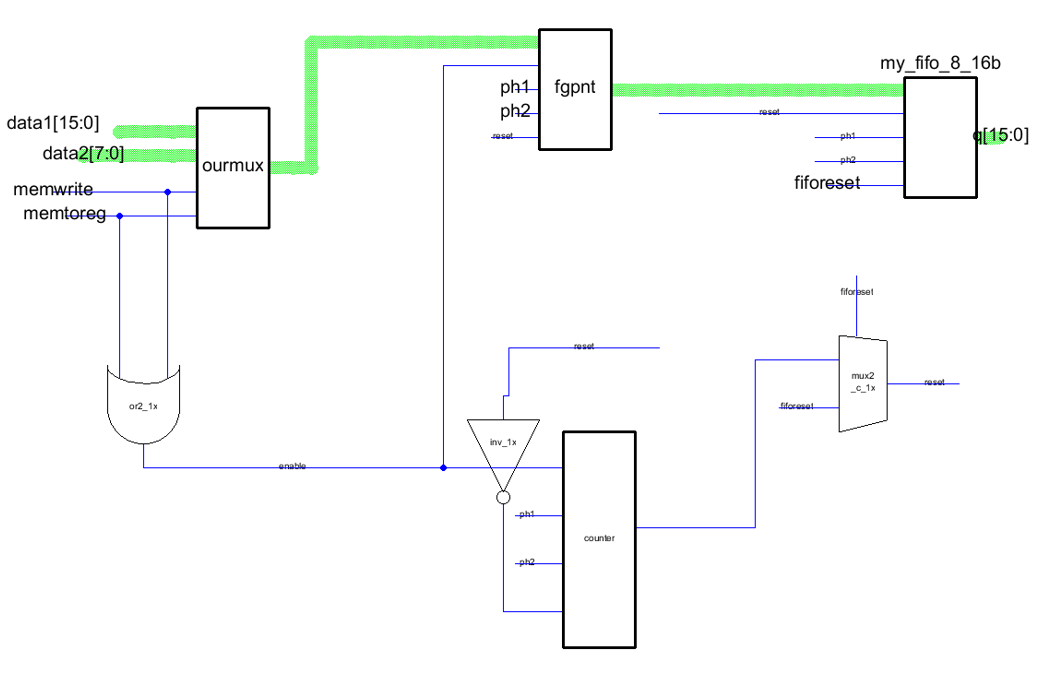 my_fifo_8_16b
ph1
fgpnt
ph2
reset
reset
ph1
q[15:0]
ph2
fiforeset
data1[15:0]
data2[7:0]
ourmux
memwrite
memtoreg
fiforeset
reset
mux2
_c_1x
reset
fiforeset
or2_1x
inv_1x
enable
ph1
counter
ph2